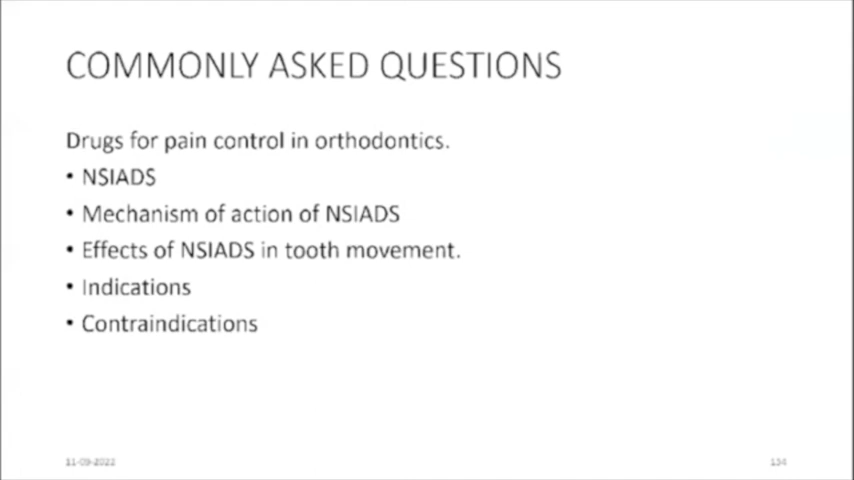 COMMONLY ASKED QUESTIONS
Drugs for pain control in orthodontics.
• NSIADS
• Mechanism of action of NSIADS
• Effects of NSIADS in tooth movement.
• Indications
• Contraindications
11-09-2022
134